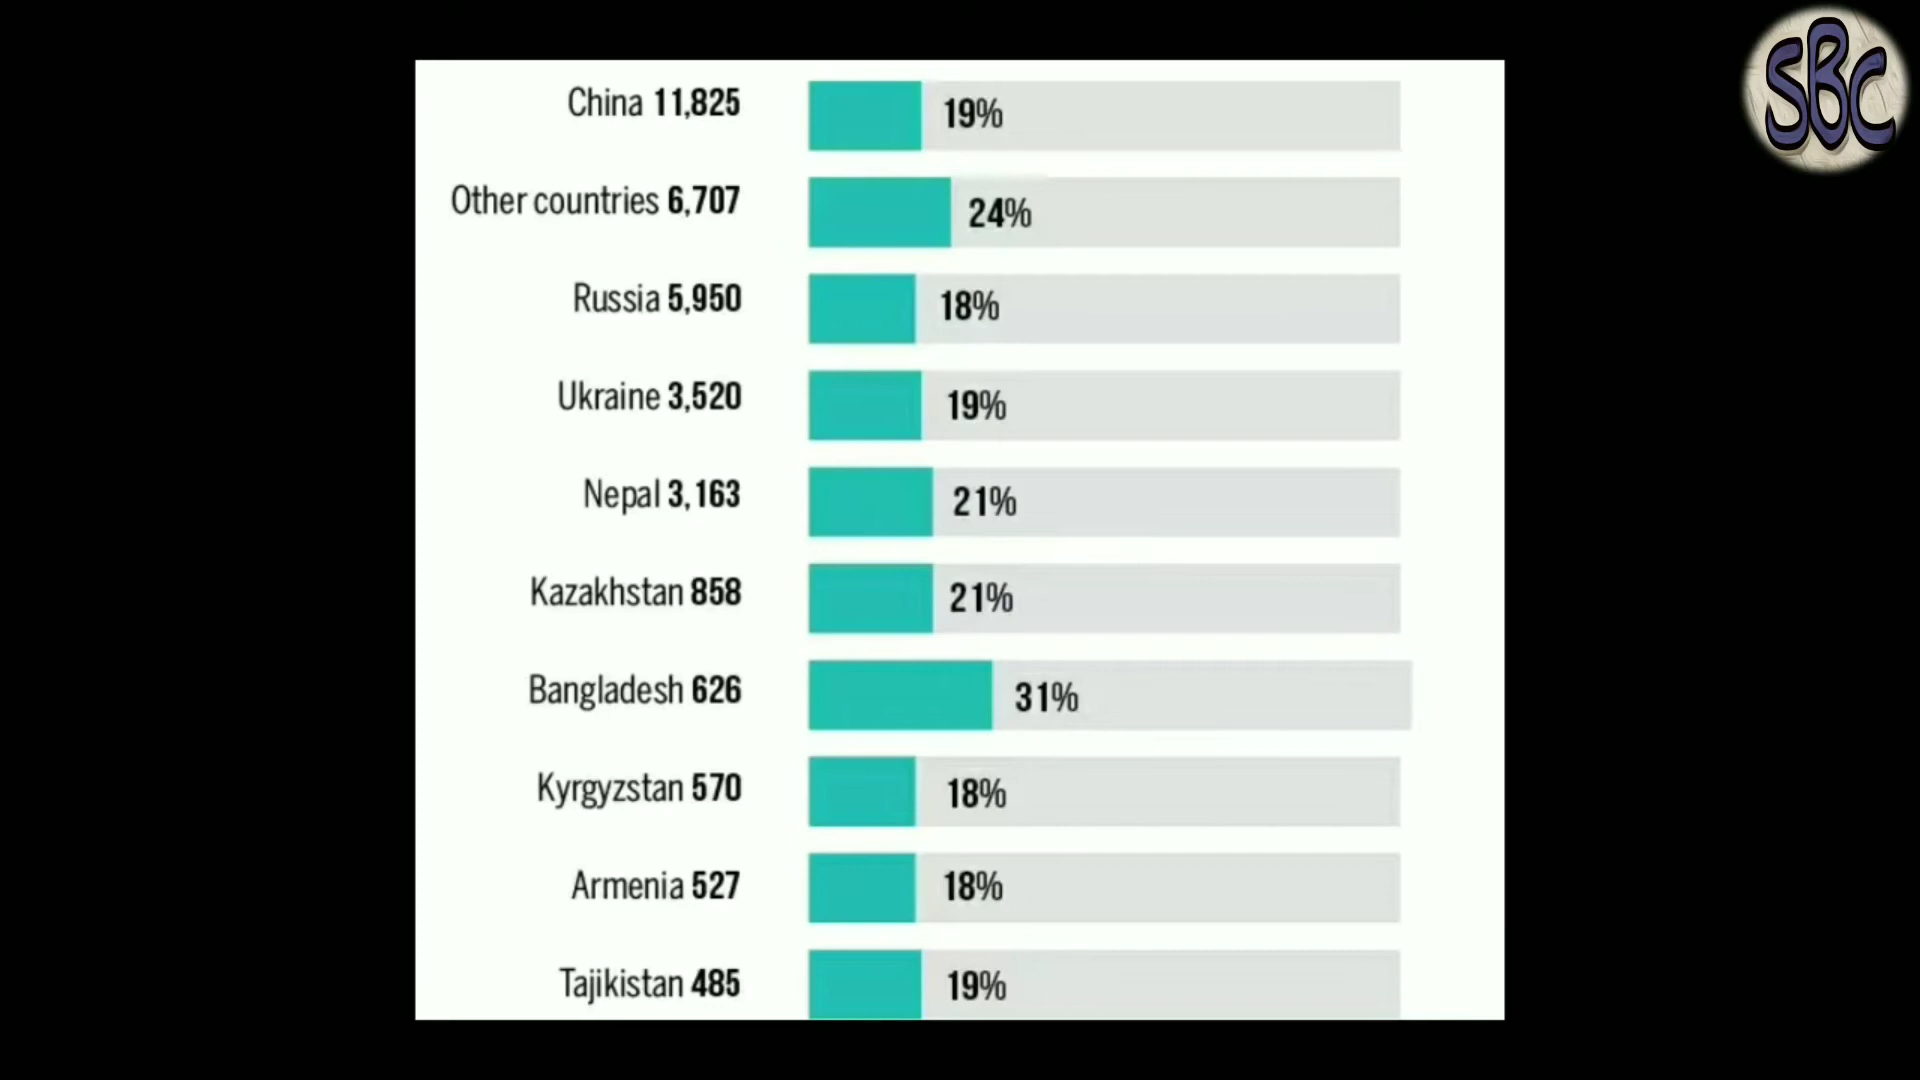 SBC
China 11,825 19%
Other countries 6,707 24%
Russia 5,950 18%
Ukraine 3,520 19%
Nepal 3,163 21%
Kazakhstan 858 21%
Bangladesh 626 31%
Kyrgyzstan 570 18%
Armenia 527 18%
Tajikistan 485 19%